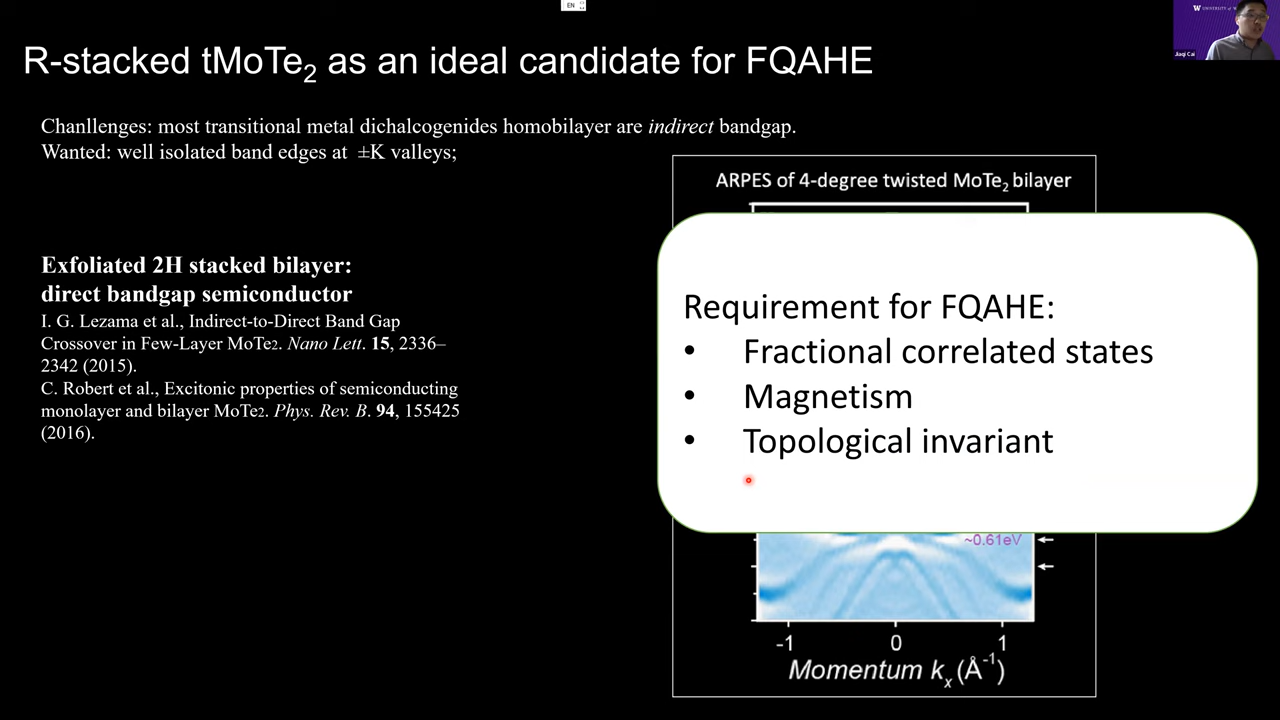 EN
R-stacked tMoTe2 as an ideal candidate for FQAHE
UNIVERSITY of
Jiaqi Cai
Chanllenges: most transitional metal dichalcogenides homobilayer are indirect bandgap.
Wanted: well isolated band edges at ±K valleys;
Exfoliated 2H stacked bilayer:
direct bandgap semiconductor
I. G. Lezama et al., Indirect-to-Direct Band Gap
Crossover in Few-Layer MoTe2. Nano Lett. 15, 2336–
2342 (2015).
C. Robert et al., Excitonic properties of semiconducting
monolayer and bilayer MoTe2. Phys. Rev. B. 94, 155425
(2016).
ARPES of 4-degree twisted MoTe2 bilayer
Requirement for FQAHE:
• Fractional correlated states
• Magnetism
• Topological invariant
~0.61eV
-1 0 1
Momentum kx (Å-1)